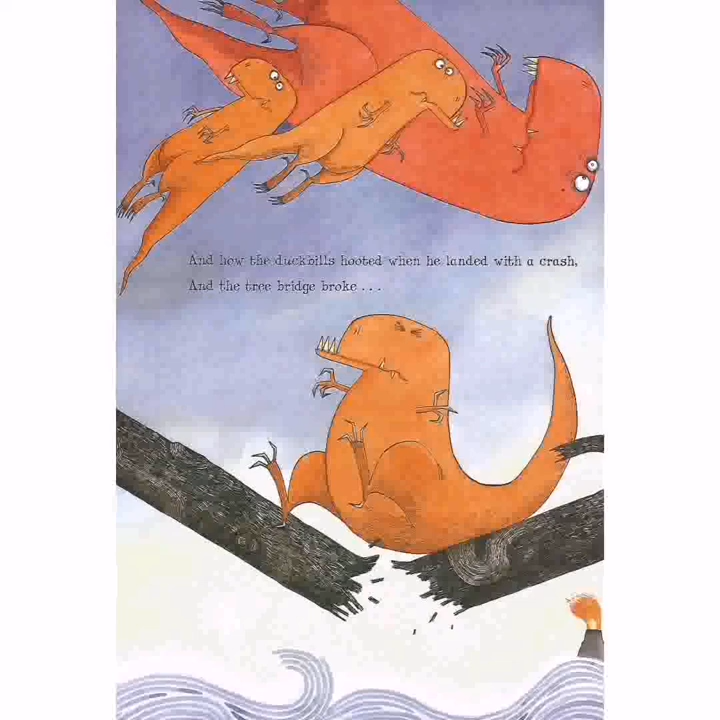 And how the duckbills hooted when he landed with a crash,
And the tree bridge broke . . .